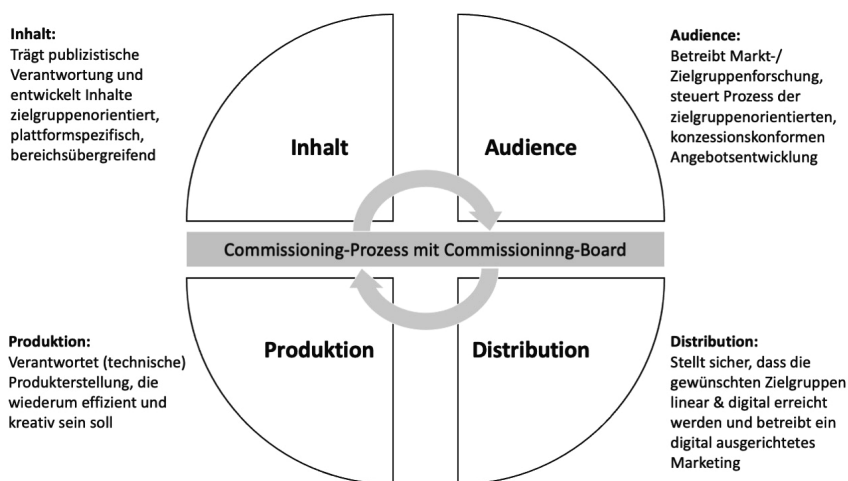 Inhalt:
Trägt publizistische
Verantwortung und
entwickelt Inhalte
zielgruppenorientiert,
plattformspezifisch,
bereichsübergreifend
Inhalt
Audience
Audience:
Betreibt Markt-/
Zielgruppenforschung,
steuert Prozess der
zielgruppenorientierten,
konzessionskonformen
Angebotsentwicklung
Commissioning-Prozess mit Commissioninng-Board
Produktion:
Verantwortet (technische)
Produkterstellung, die
wiederum effizient und
kreativ sein soll
Produktion
Distribution
Distribution:
Stellt sicher, dass die
gewünschten Zielgruppen
linear & digital erreicht
werden und betreibt ein
digital ausgerichtetes
Marketing